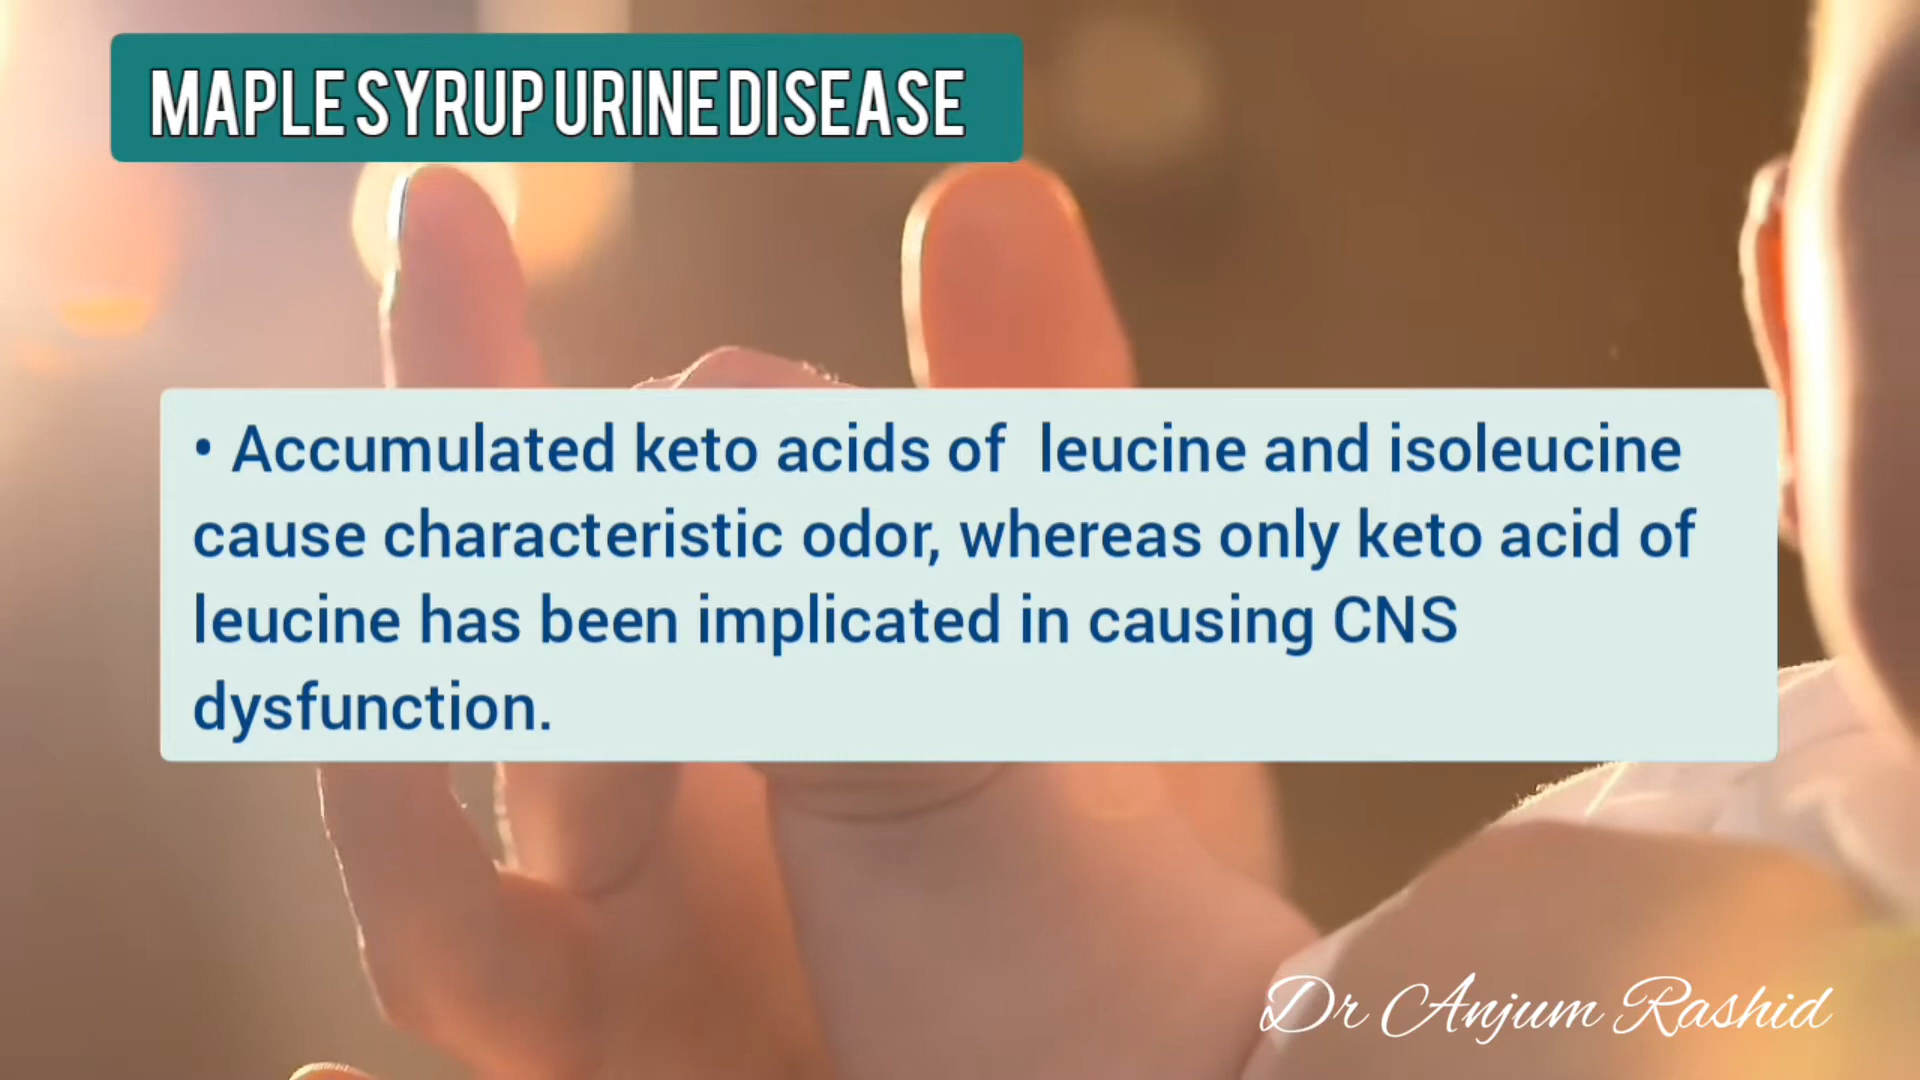 MAPLE SYRUP URINE DISEASE
• Accumulated keto acids of leucine and isoleucine
cause characteristic odor, whereas only keto acid of
leucine has been implicated in causing CNS
dysfunction.
Dr Anjum Rashid